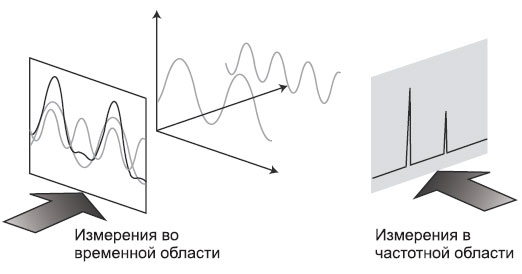 Измерения во
временной области
Измерения в
частотной области